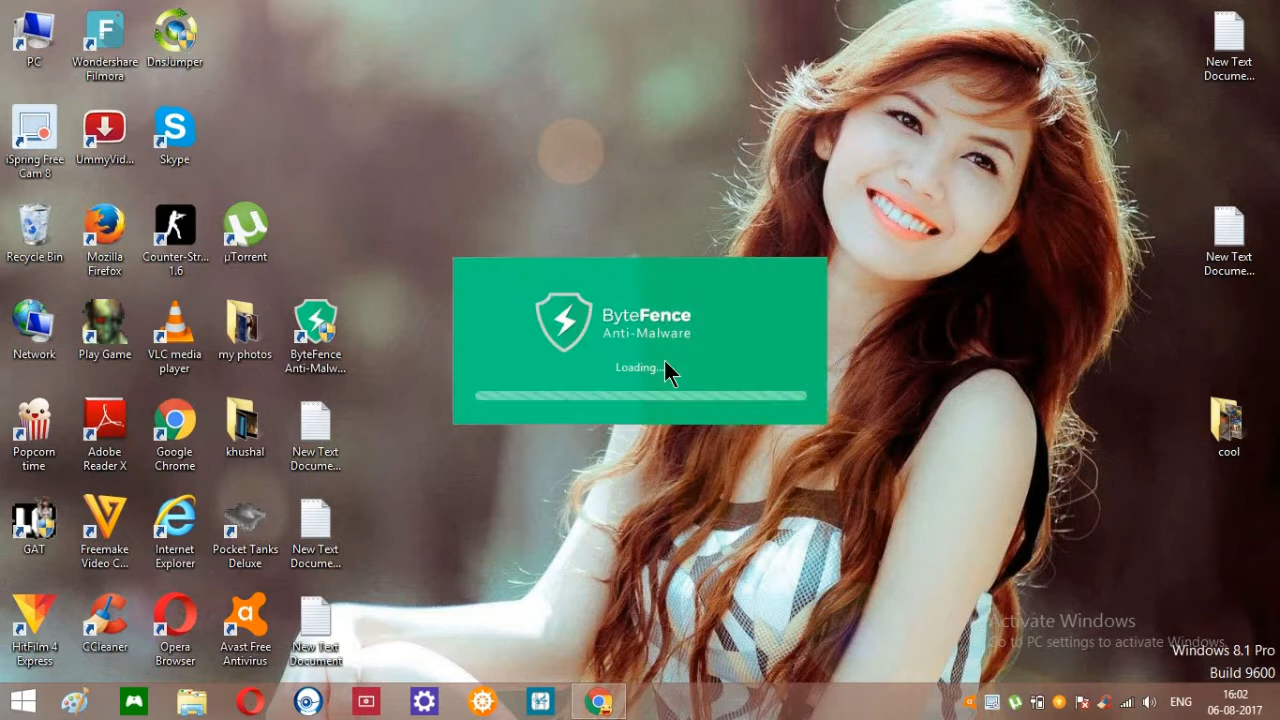 PC
Wondershare
Filmora
DnsJumper
iSpring Free
Cam 8
UmmyVid...
Skype
Recycle Bin
Mozilla
Firefox
Counter-Str...
1.6
µTorrent
Network
Play Game
VLC media
player
my photos
ByteFence
Anti-Malw...
Popcorn
time
Adobe
Reader X
Google
Chrome
khushal
New Text
Docume...
GAT
Freemake
Video C...
Internet
Explorer
Pocket Tanks
Deluxe
New Text
Docume...
HitFilm 4
Express
CCleaner
Opera
Browser
Avast Free
Antivirus
New Text
Document
ByteFence
Anti-Malware
Loading...
New Text
Docume...
New Text
Docume...
cool
Activate Windows
Go to PC settings to activate Windows.
Windows 8.1 Pro
Build 9600
ENG
16:02
06-08-2017